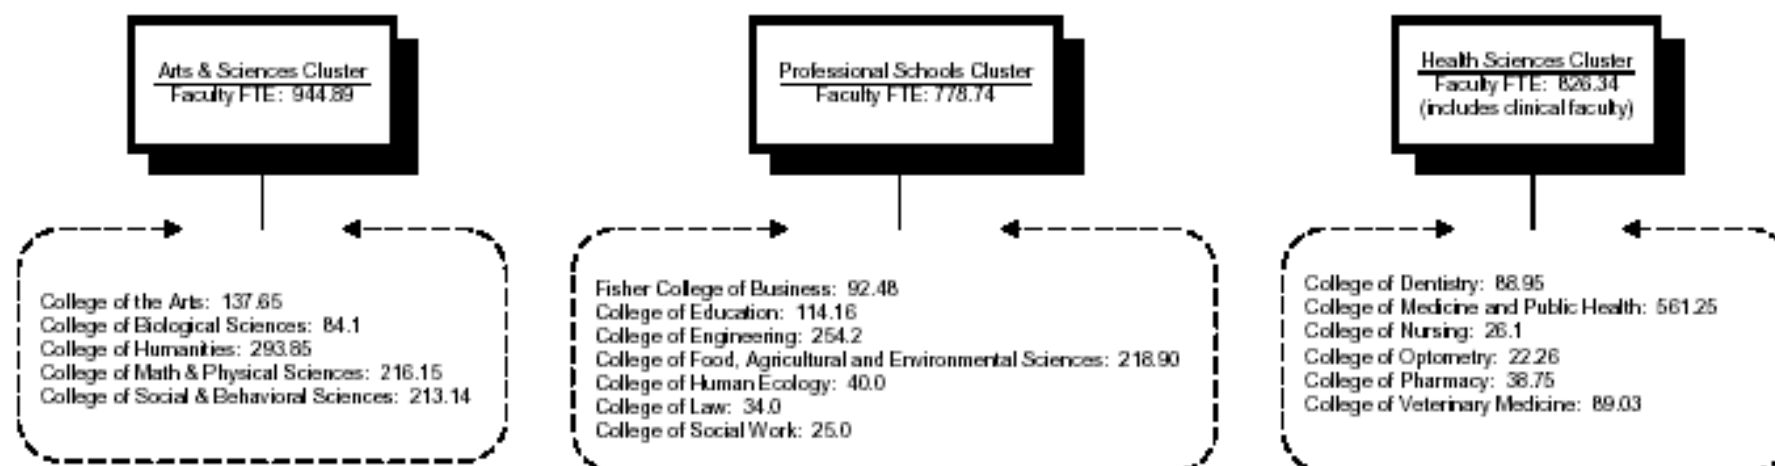 Arts & Sciences Cluster
Faculty FTE: 944.89
College of the Arts: 137.65
College of Biological Sciences: 84.1
College of Humanities: 293.85
College of Math & Physical Sciences: 216.15
College of Social & Behavioral Sciences: 213.14
Professional Schools Cluster
Faculty FTE: 778.74
Fisher College of Business: 92.48
College of Education: 114.16
College of Engineering: 254.2
College of Food, Agricultural and Environmental Sciences: 218.90
College of Human Ecology: 40.0
College of Law: 34.0
College of Social Work: 25.0
Health Sciences Cluster
Faculty FTE: 826.34
(includes clinical faculty)
College of Dentistry: 88.95
College of Medicine and Public Health: 561.25
College of Nursing: 26.1
College of Optometry: 22.26
College of Pharmacy: 38.75
College of Veterinary Medicine: 89.03